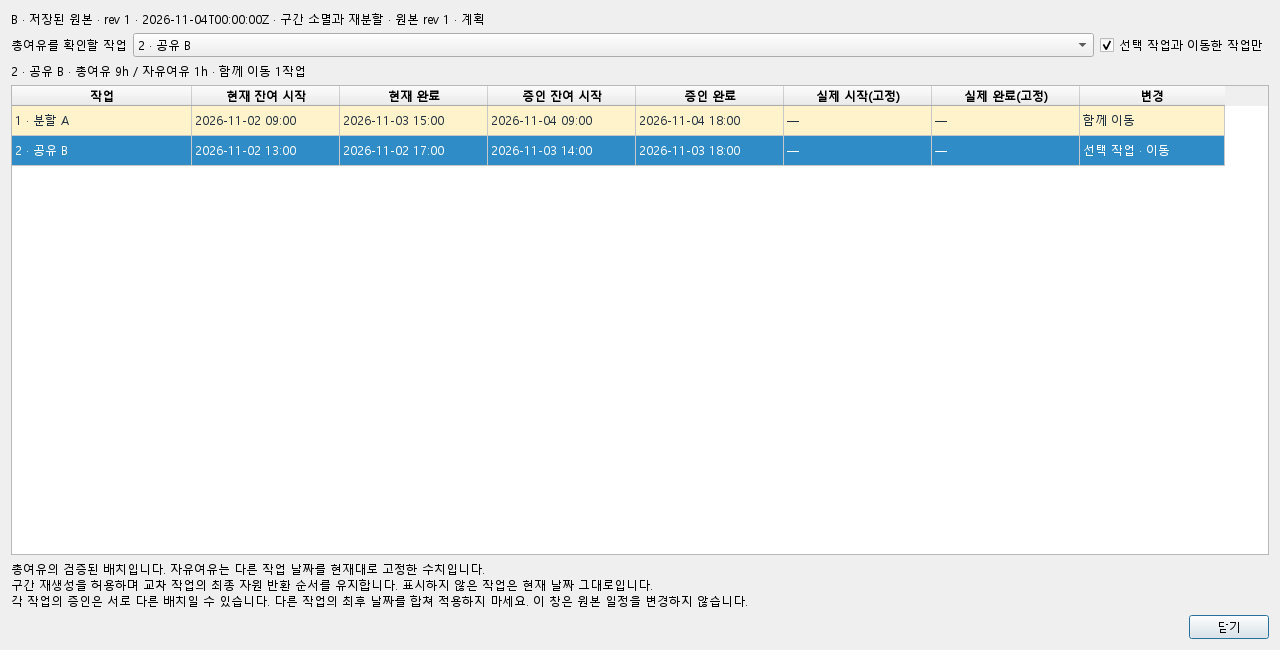 B · 저장된 원본 · rev 1 · 2026-11-04T00:00:00Z · 구간 소멸과 재분할 · 원본 rev 1 · 계획
총여유를 확인할 작업 2 · 공유 B 선택 작업과 이동한 작업만
2 · 공유 B · 총여유 9h / 자유여유 1h · 함께 이동 1작업
작업 현재 잔여 시작 현재 완료 증인 잔여 시작 증인 완료 실제 시작(고정) 실제 완료(고정) 변경
1 · 분할 A 2026-11-02 09:00 2026-11-03 15:00 2026-11-04 09:00 2026-11-04 18:00 — — 함께 이동
2 · 공유 B 2026-11-02 13:00 2026-11-02 17:00 2026-11-03 14:00 2026-11-03 18:00 — — 선택 작업 · 이동
총여유의 검증된 배치입니다. 자유여유는 다른 작업 날짜를 현재대로 고정한 수치입니다.
구간 재생성을 허용하며 교차 작업의 최종 자원 반환 순서를 유지합니다. 표시하지 않은 작업은 현재 날짜 그대로입니다.
각 작업의 증인은 서로 다른 배치일 수 있습니다. 다른 작업의 최후 날짜를 합쳐 적용하지 마세요. 이 창은 원본 일정을 변경하지 않습니다.
닫기